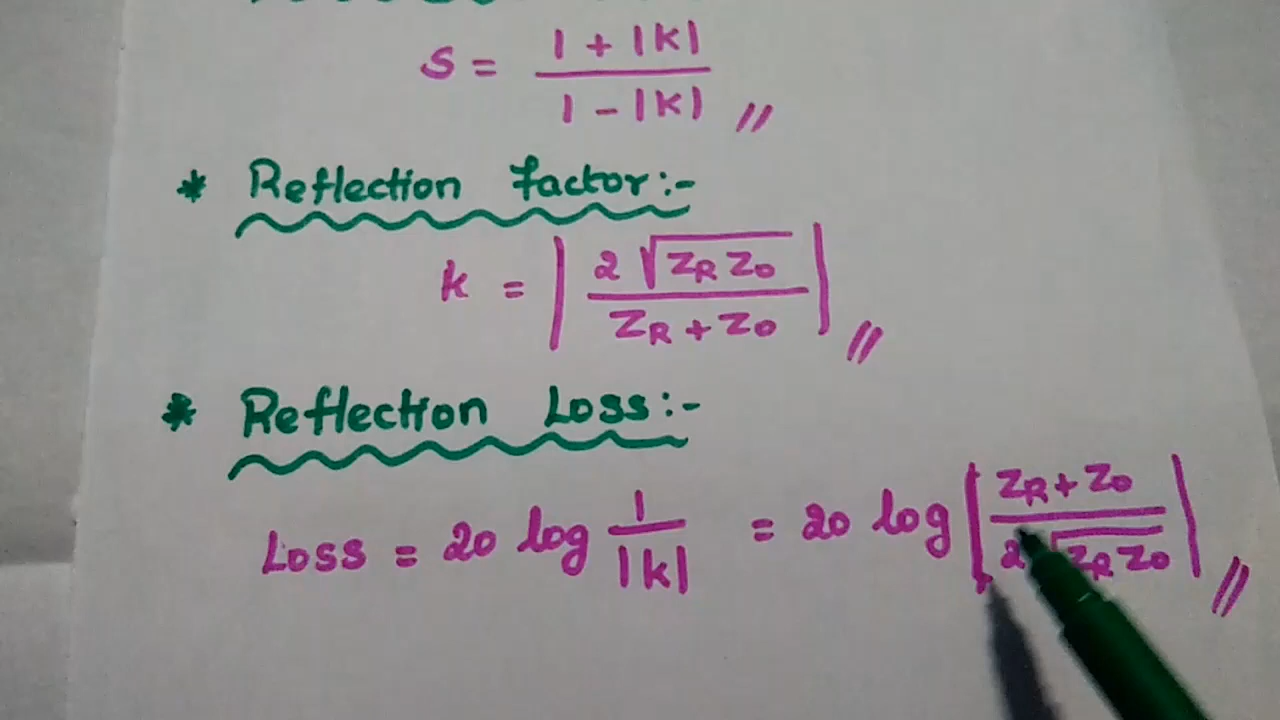 S = 1 + |K| / 1 - |K| //
* Reflection factor:-
k = | 2 √ZR Z0 / ZR + Z0 | //
* Reflection Loss:-
Loss = 20 log 1 / |k| = 20 log | ZR + Z0 / 2 √ZR Z0 | //